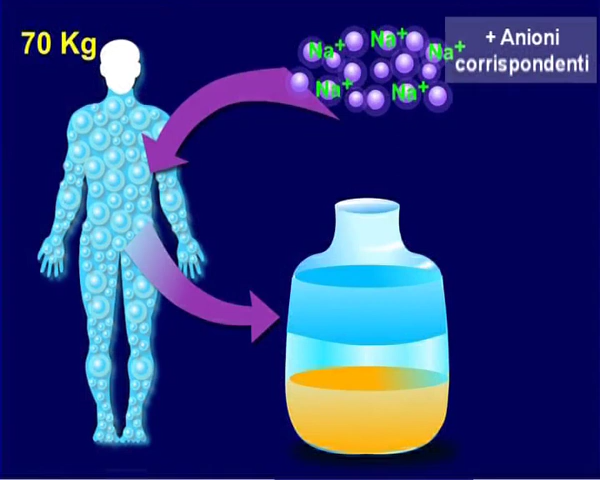 70 Kg
Na+
Na+
Na+
Na+
Na+
+ Anioni
corrispondenti